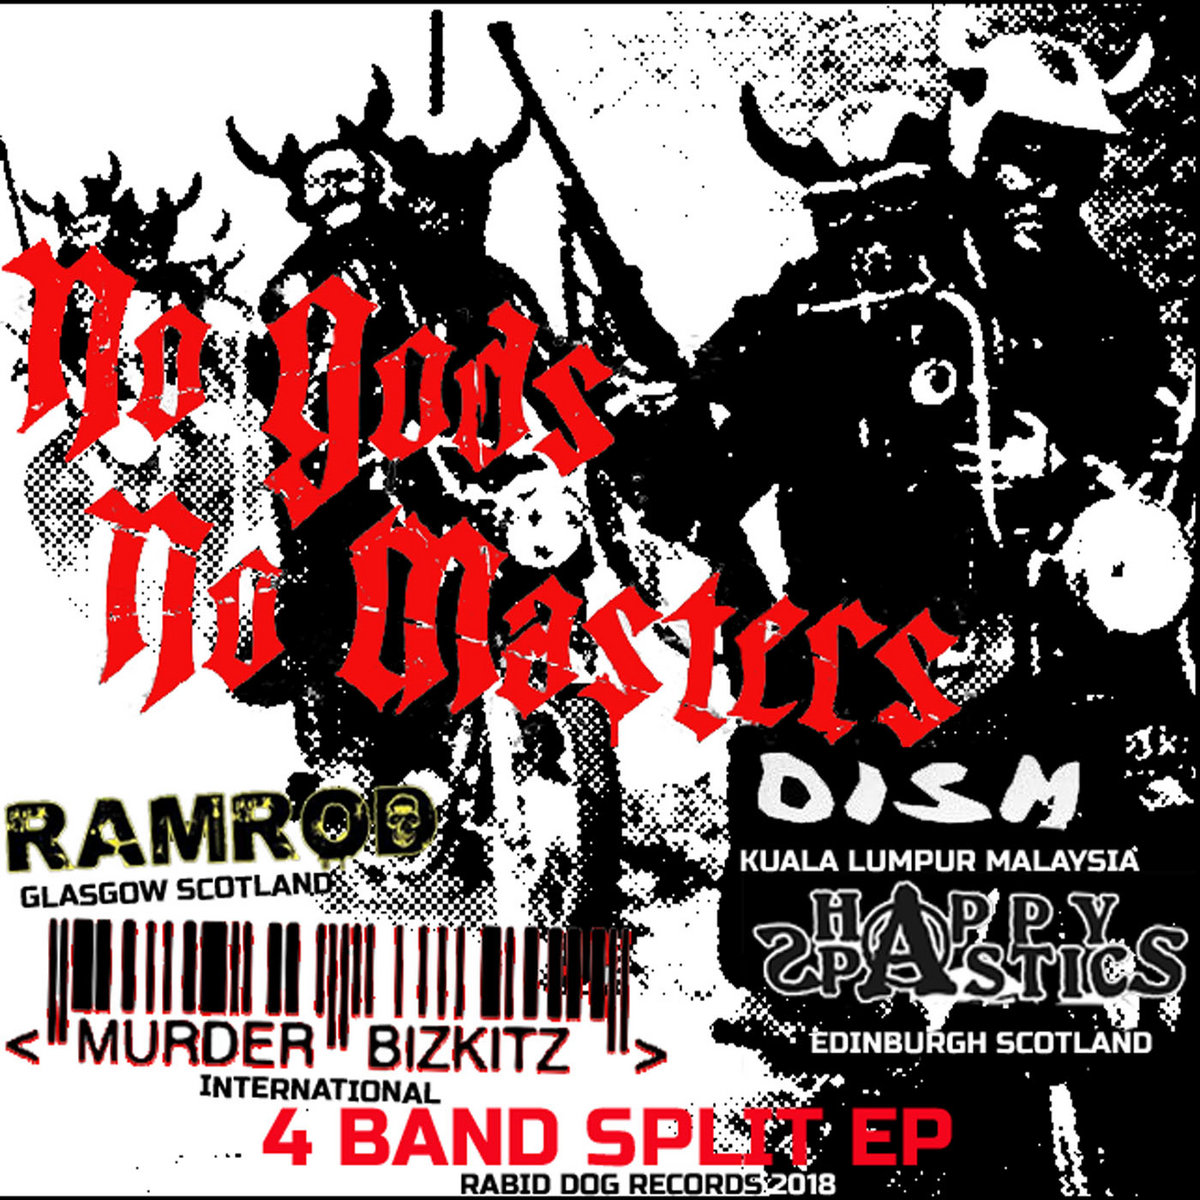 No Gods
No Masters
RAMROD
GLASGOW SCOTLAND
DISM
KUALA LUMPUR MALAYSIA
HAPPY
SPASTICS
EDINBURGH SCOTLAND
< MURDER BIZKITZ >
INTERNATIONAL
4 BAND SPLIT EP
RABID DOG RECORDS 2018